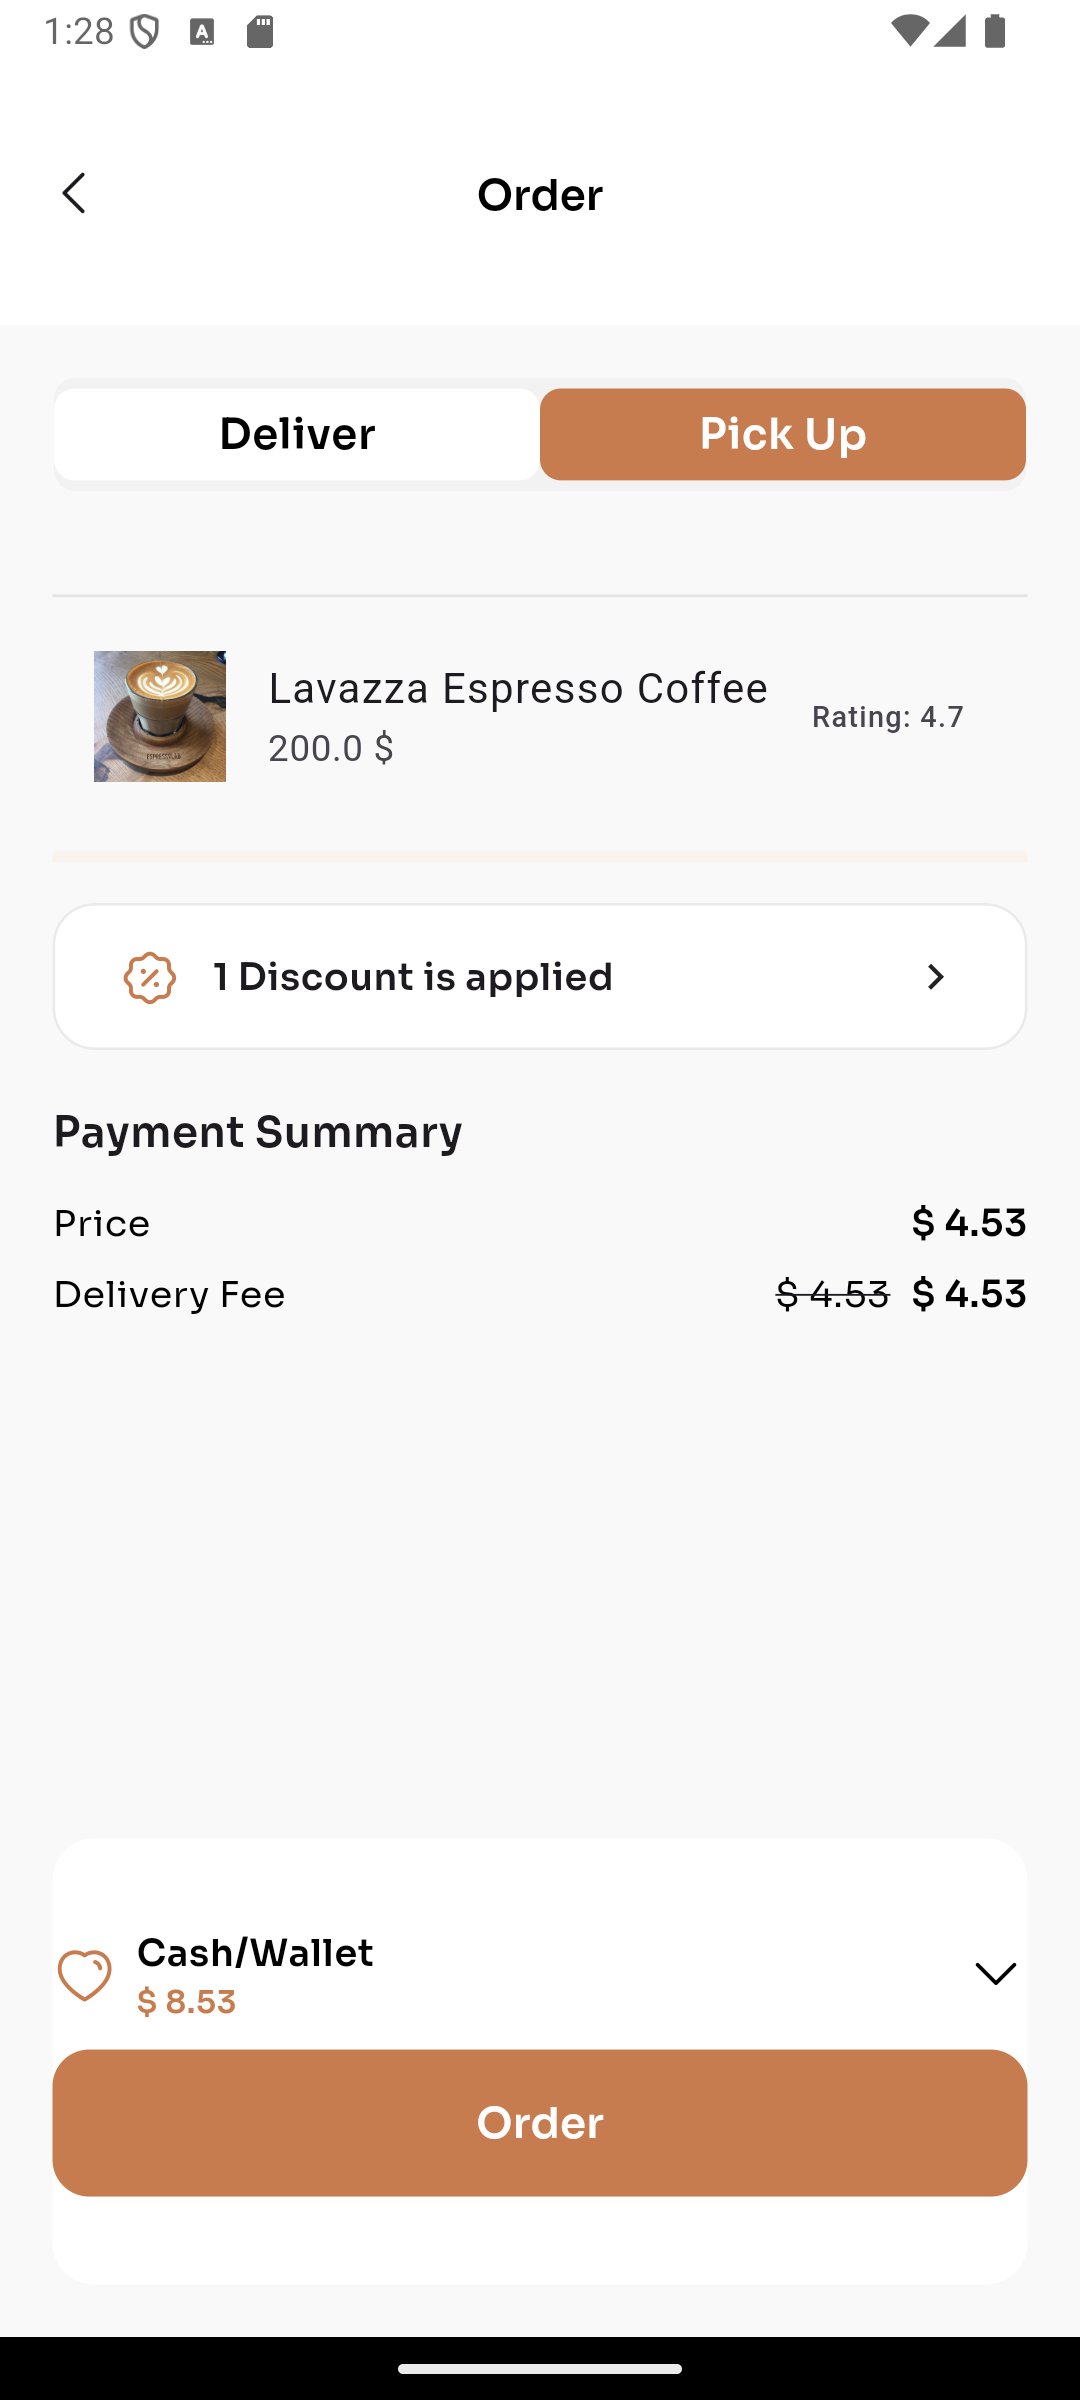 1:28
Order
Deliver
Pick Up
Lavazza Espresso Coffee
200.0 $
Rating: 4.7
1 Discount is applied
Payment Summary
Price $ 4.53
Delivery Fee $ 4.53 $ 4.53
Cash/Wallet
$ 8.53
Order